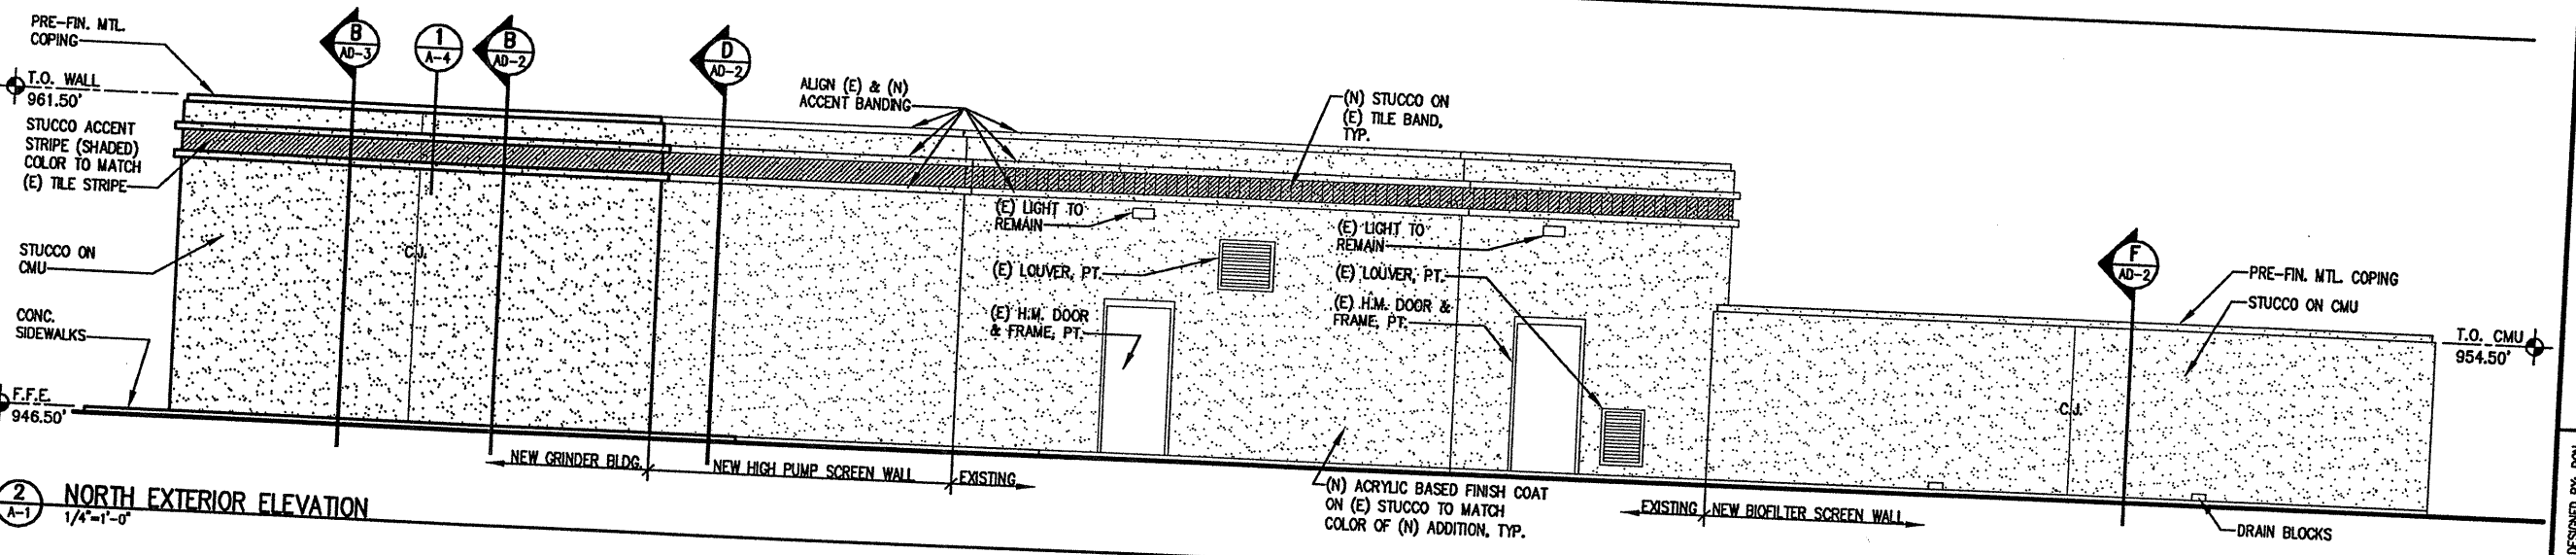 PRE-FIN. MTL.
COPING
T.O. WALL
961.50'
STUCCO ACCENT
STRIPE (SHADED)
COLOR TO MATCH
(E) TILE STRIPE
STUCCO ON
CMU
CONC.
SIDEWALKS
F.F.E.
946.50'
B
AD-3
1
A-4
B
AD-2
D
AD-2
ALIGN (E) & (N)
ACCENT BANDING
(N) STUCCO ON
(E) TILE BAND,
TYP.
C.J.
(E) LIGHT TO
REMAIN
(E) LOUVER, PT.
(E) H.M. DOOR
& FRAME, PT.
(E) LIGHT TO
REMAIN
(E) LOUVER, PT.
(E) H.M. DOOR &
FRAME, PT.
F
AD-2
PRE-FIN. MTL. COPING
STUCCO ON CMU
T.O. CMU
954.50'
C.J.
NEW GRINDER BLDG.
NEW HIGH PUMP SCREEN WALL
EXISTING
(N) ACRYLIC BASED FINISH COAT
ON (E) STUCCO TO MATCH
COLOR OF (N) ADDITION, TYP.
EXISTING
NEW BIOFILTER SCREEN WALL
DRAIN BLOCKS
2
A-1
NORTH EXTERIOR ELEVATION
1/4"=1'-0"